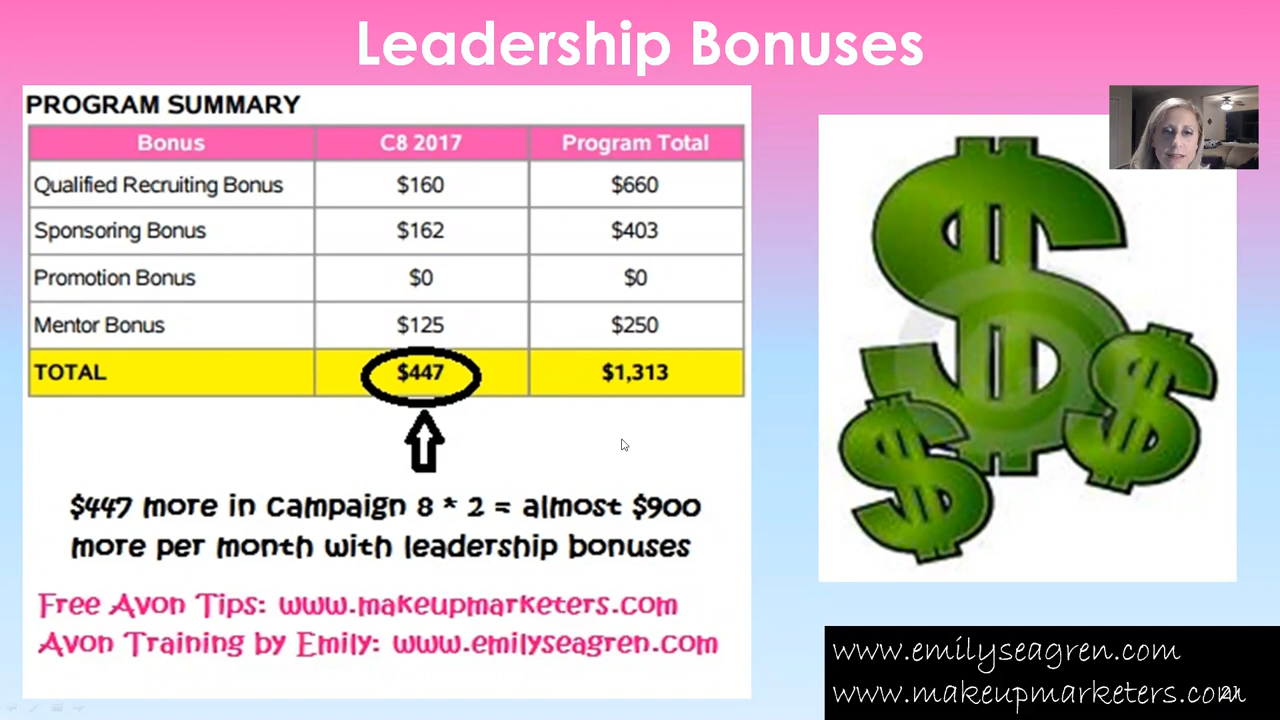 Leadership Bonuses
PROGRAM SUMMARY
Bonus C8 2017 Program Total
Qualified Recruiting Bonus $160 $660
Sponsoring Bonus $162 $403
Promotion Bonus $0 $0
Mentor Bonus $125 $250
TOTAL $447 $1,313
$447 more in Campaign 8 * 2 = almost $900
more per month with leadership bonuses
Free Avon Tips: www.makeupmarketers.com
Avon Training by Emily: www.emilyseagren.com
www.emilyseagren.com
www.makeupmarketers.com